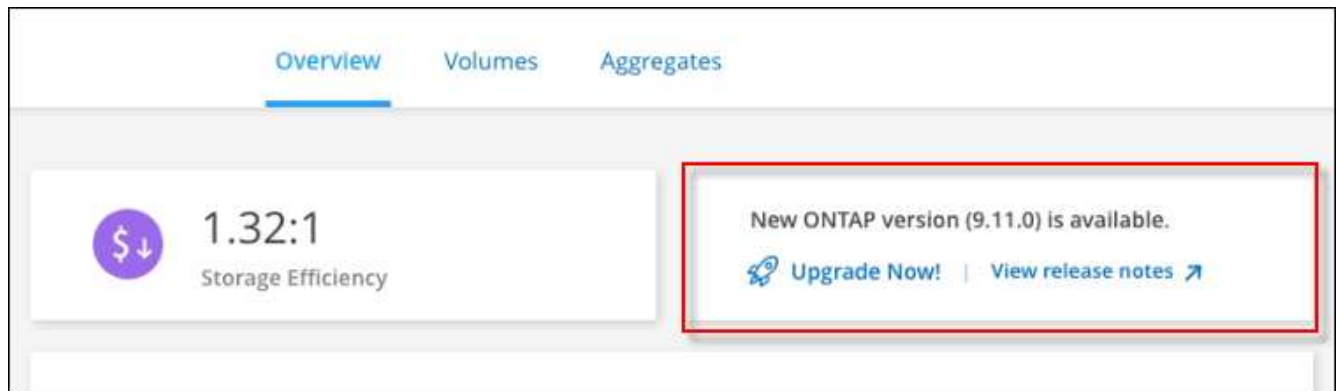 Overview Volumes Aggregates
1.32:1
Storage Efficiency
New ONTAP version (9.11.0) is available.
Upgrade Now! | View release notes